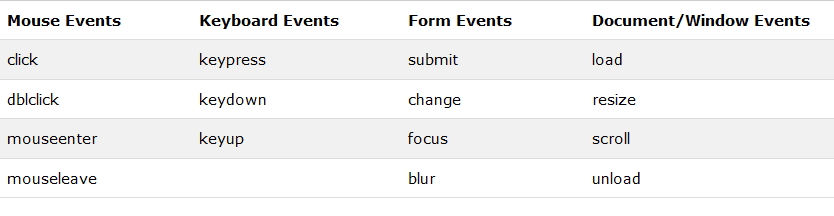 Mouse Events Keyboard Events Form Events Document/Window Events
click keypress submit load
dblclick keydown change resize
mouseenter keyup focus scroll
mouseleave blur unload